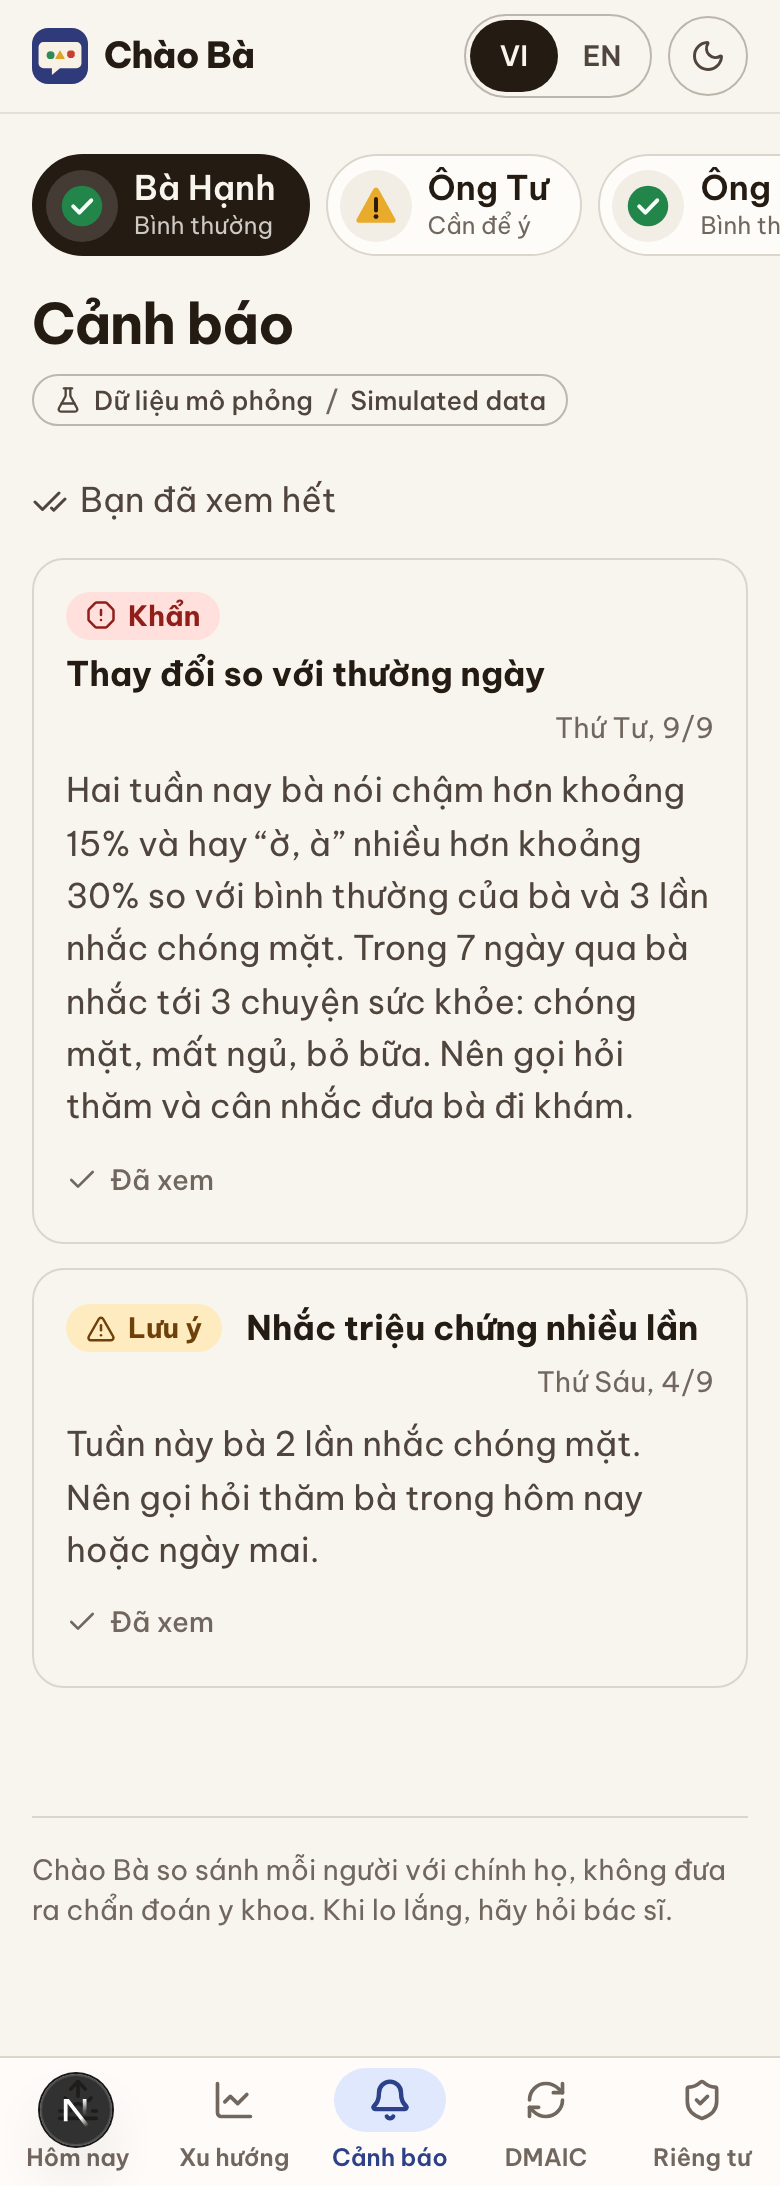 Chào Bà
VI EN
Bà Hạnh
Bình thường
Ông Tư
Cần để ý
Ông
Bình th
Cảnh báo
Dữ liệu mô phỏng / Simulated data
Bạn đã xem hết
Khẩn
Thay đổi so với thường ngày
Thứ Tư, 9/9
Hai tuần nay bà nói chậm hơn khoảng
15% và hay “ờ, à” nhiều hơn khoảng
30% so với bình thường của bà và 3 lần
nhắc chóng mặt. Trong 7 ngày qua bà
nhắc tới 3 chuyện sức khỏe: chóng
mặt, mất ngủ, bỏ bữa. Nên gọi hỏi
thăm và cân nhắc đưa bà đi khám.
Đã xem
Lưu ý Nhắc triệu chứng nhiều lần
Thứ Sáu, 4/9
Tuần này bà 2 lần nhắc chóng mặt.
Nên gọi hỏi thăm bà trong hôm nay
hoặc ngày mai.
Đã xem
Chào Bà so sánh mỗi người với chính họ, không đưa
ra chẩn đoán y khoa. Khi lo lắng, hãy hỏi bác sĩ.
N
Hôm nay Xu hướng Cảnh báo DMAIC Riêng tư